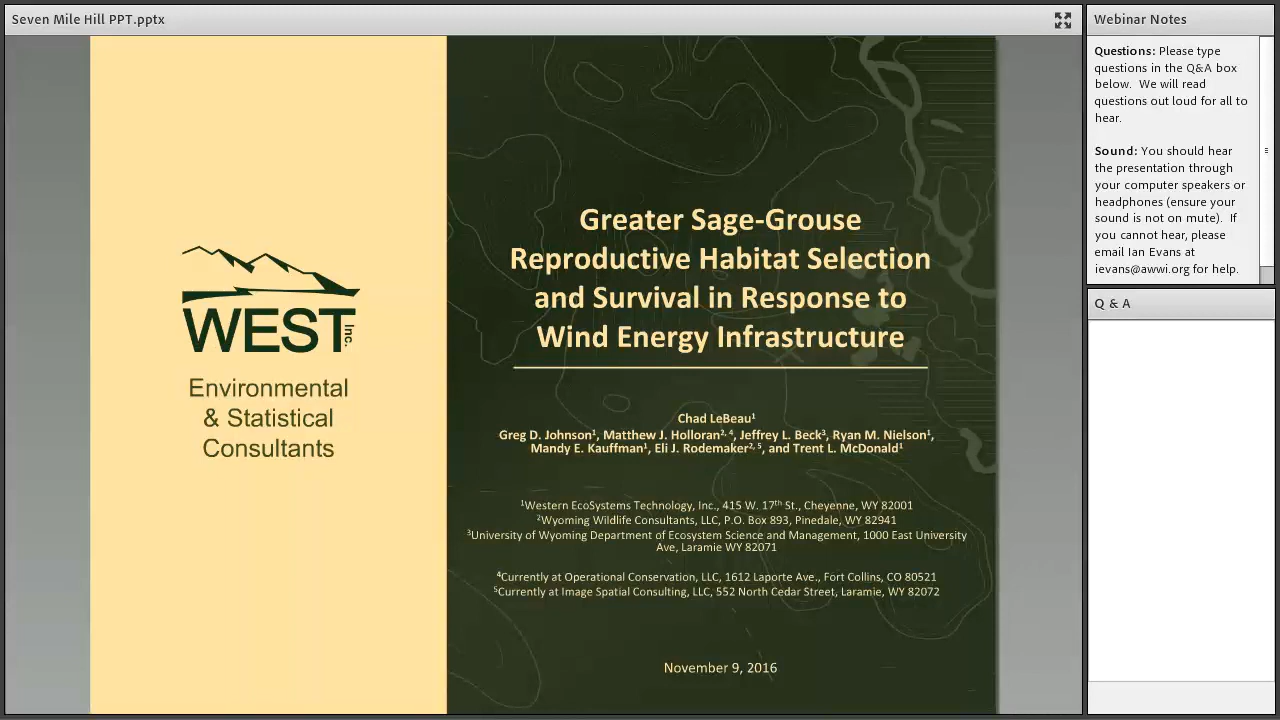 Seven Mile Hill PPT.pptx
WEST Inc.
Environmental
& Statistical
Consultants
Greater Sage-Grouse
Reproductive Habitat Selection
and Survival in Response to
Wind Energy Infrastructure
Chad LeBeau¹
Greg D. Johnson¹, Matthew J. Holloran²,⁴, Jeffrey L. Beck³, Ryan M. Nielson¹,
Mandy E. Kauffman¹, Eli J. Rodemaker²,⁵, and Trent L. McDonald¹
¹Western EcoSystems Technology, Inc., 415 W. 17th St., Cheyenne, WY 82001
²Wyoming Wildlife Consultants, LLC, P.O. Box 893, Pinedale, WY 82941
³University of Wyoming Department of Ecosystem Science and Management, 1000 East University
Ave, Laramie WY 82071
⁴Currently at Operational Conservation, LLC, 1612 Laporte Ave., Fort Collins, CO 80521
⁵Currently at Image Spatial Consulting, LLC, 552 North Cedar Street, Laramie, WY 82072
November 9, 2016
Webinar Notes
Questions: Please type
questions in the Q&A box
below. We will read
questions out loud for all to
hear.
Sound: You should hear
the presentation through
your computer speakers or
headphones (ensure your
sound is not on mute). If
you cannot hear, please
email Ian Evans at
ievans@awwi.org for help.
Q & A